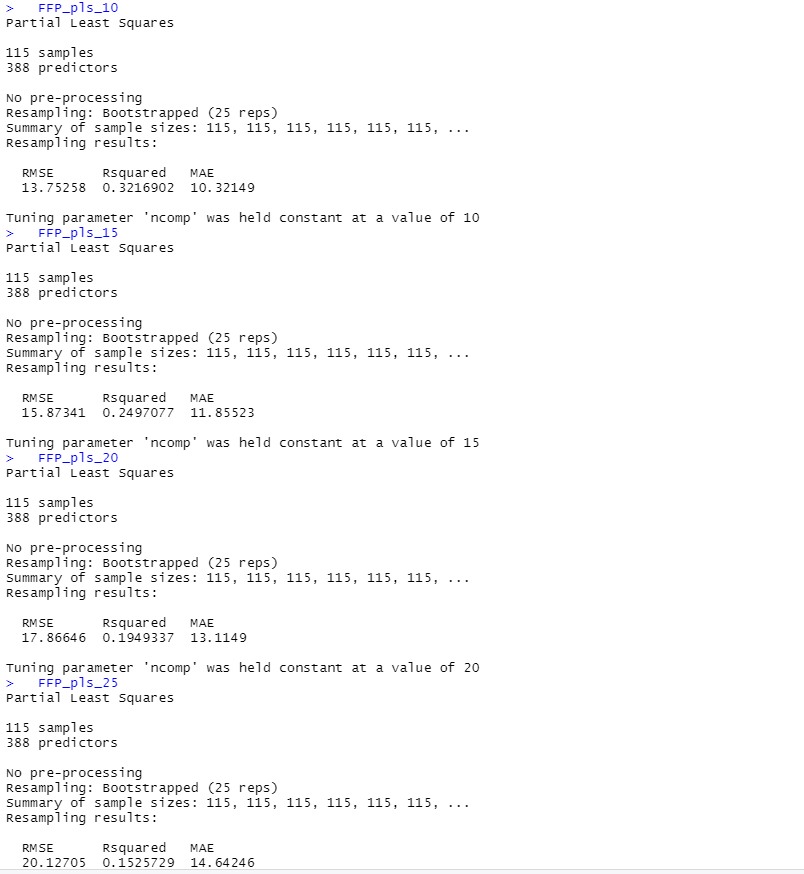 > FFP_pls_10
Partial Least Squares
115 samples
388 predictors
No pre-processing
Resampling: Bootstrapped (25 reps)
Summary of sample sizes: 115, 115, 115, 115, 115, 115, ...
Resampling results:
RMSE Rsquared MAE
13.75258 0.3216902 10.32149
Tuning parameter 'ncomp' was held constant at a value of 10
> FFP_pls_15
Partial Least Squares
115 samples
388 predictors
No pre-processing
Resampling: Bootstrapped (25 reps)
Summary of sample sizes: 115, 115, 115, 115, 115, 115, ...
Resampling results:
RMSE Rsquared MAE
15.87341 0.2497077 11.85523
Tuning parameter 'ncomp' was held constant at a value of 15
> FFP_pls_20
Partial Least Squares
115 samples
388 predictors
No pre-processing
Resampling: Bootstrapped (25 reps)
Summary of sample sizes: 115, 115, 115, 115, 115, 115, ...
Resampling results:
RMSE Rsquared MAE
17.86646 0.1949337 13.1149
Tuning parameter 'ncomp' was held constant at a value of 20
> FFP_pls_25
Partial Least Squares
115 samples
388 predictors
No pre-processing
Resampling: Bootstrapped (25 reps)
Summary of sample sizes: 115, 115, 115, 115, 115, 115, ...
Resampling results:
RMSE Rsquared MAE
20.12705 0.1525729 14.64246